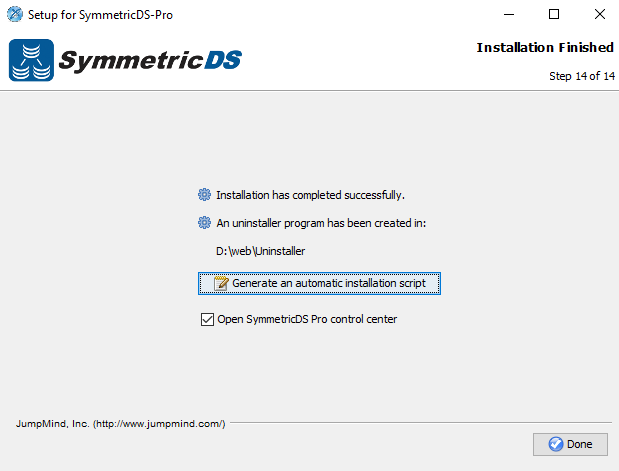 Setup for SymmetricDS-Pro
SymmetricDS
Installation Finished
Step 14 of 14
Installation has completed successfully.
An uninstaller program has been created in:
D:\web\Uninstaller
Generate an automatic installation script
Open SymmetricDS Pro control center
JumpMind, Inc. (http://www.jumpmind.com/)
Done